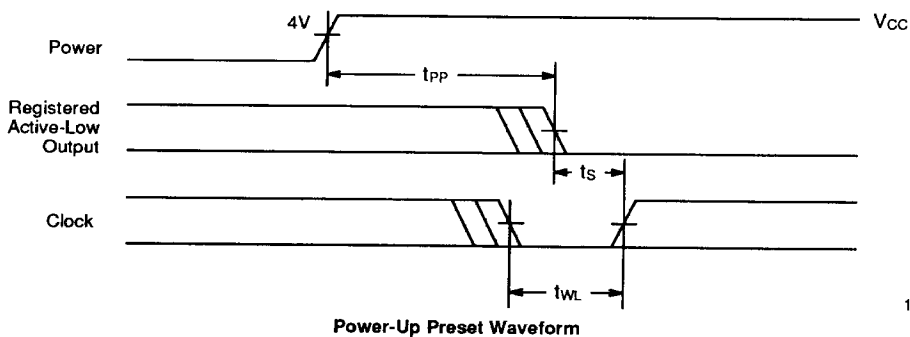 4V
VCC
Power
tPP
Registered
Active-Low
Output
tS
Clock
tWL
1
Power-Up Preset Waveform